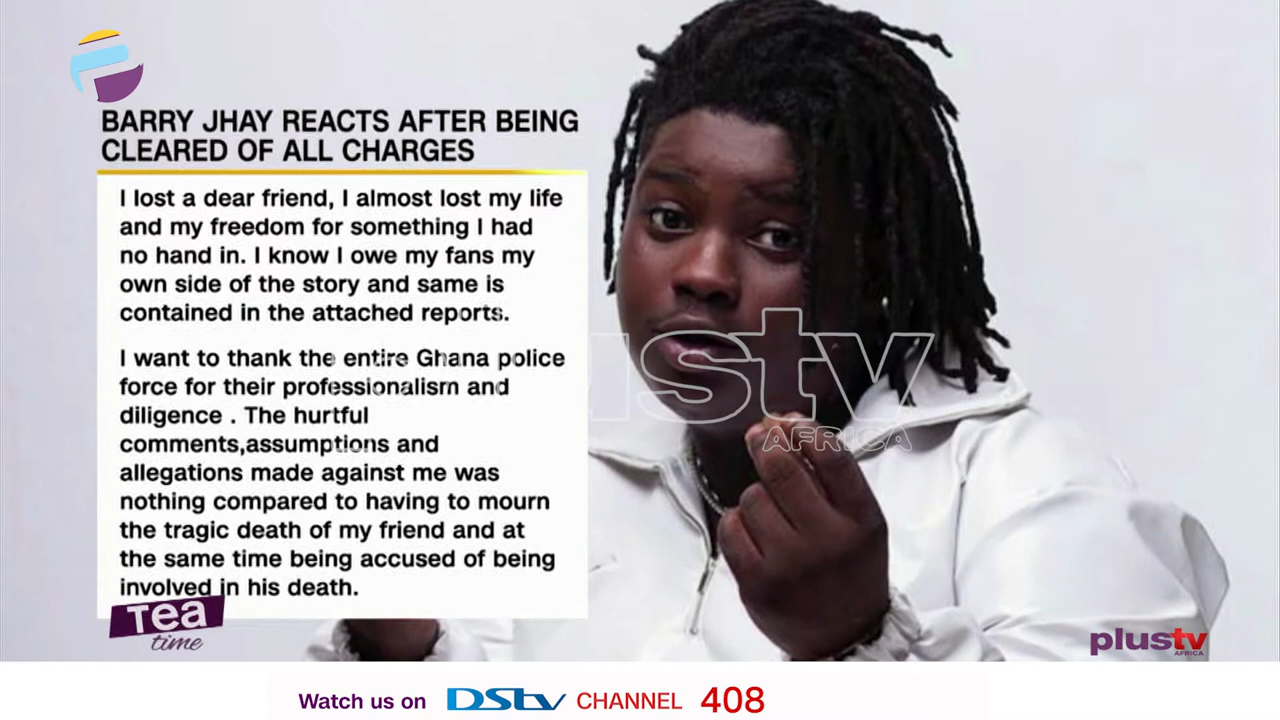 BARRY JHAY REACTS AFTER BEING
CLEARED OF ALL CHARGES
I lost a dear friend, I almost lost my life
and my freedom for something I had
no hand in. I know I owe my fans my
own side of the story and same is
contained in the attached reports.
I want to thank the entire Ghana police
force for their professionalism and
diligence . The hurtful
comments,assumptions and
allegations made against me was
nothing compared to having to mourn
the tragic death of my friend and at
the same time being accused of being
involved in his death.
Tea
time
plustv
AFRICA
plustv
AFRICA
Watch us on DStv CHANNEL 408